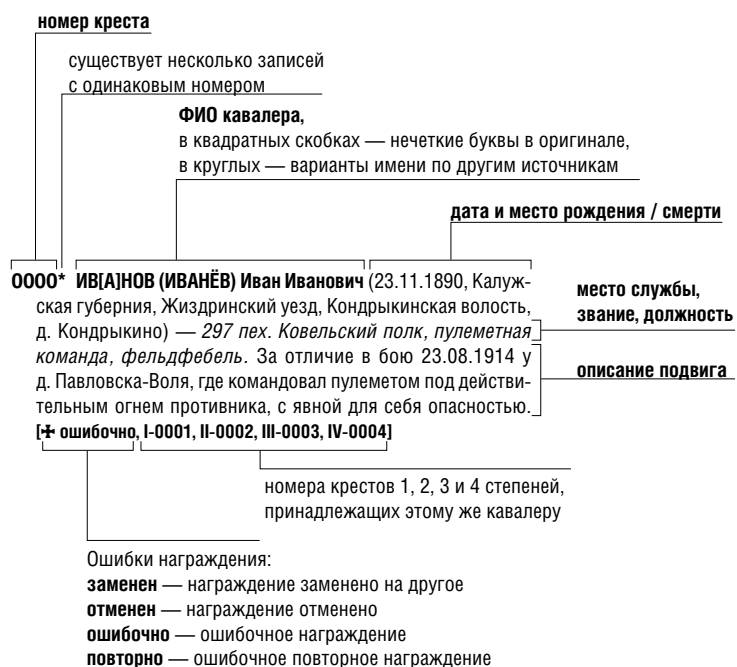 номер креста
существует несколько записей
с одинаковым номером
ФИО кавалера,
в квадратных скобках — нечеткие буквы в оригинале,
в круглых — варианты имени по другим источникам
дата и место рождения / смерти
0000* ИВ[А]НОВ (ИВАНЁВ) Иван Иванович (23.11.1890, Калуж-
ская губерния, Жиздринский уезд, Кондрыкинская волость,
д. Кондрыкино) — 297 пех. Ковельский полк, пулеметная
команда, фельдфебель. За отличие в бою 23.08.1914 у
д. Павловска-Воля, где командовал пулеметом под действи-
тельным огнем противника, с явной для себя опасностью.
[✠ ошибочно, I-0001, II-0002, III-0003, IV-0004]
место службы,
звание, должность
описание подвига
номера крестов 1, 2, 3 и 4 степеней,
принадлежащих этому же кавалеру
Ошибки награждения:
заменен — награждение заменено на другое
отменен — награждение отменено
ошибочно — ошибочное награждение
повторно — ошибочное повторное награждение